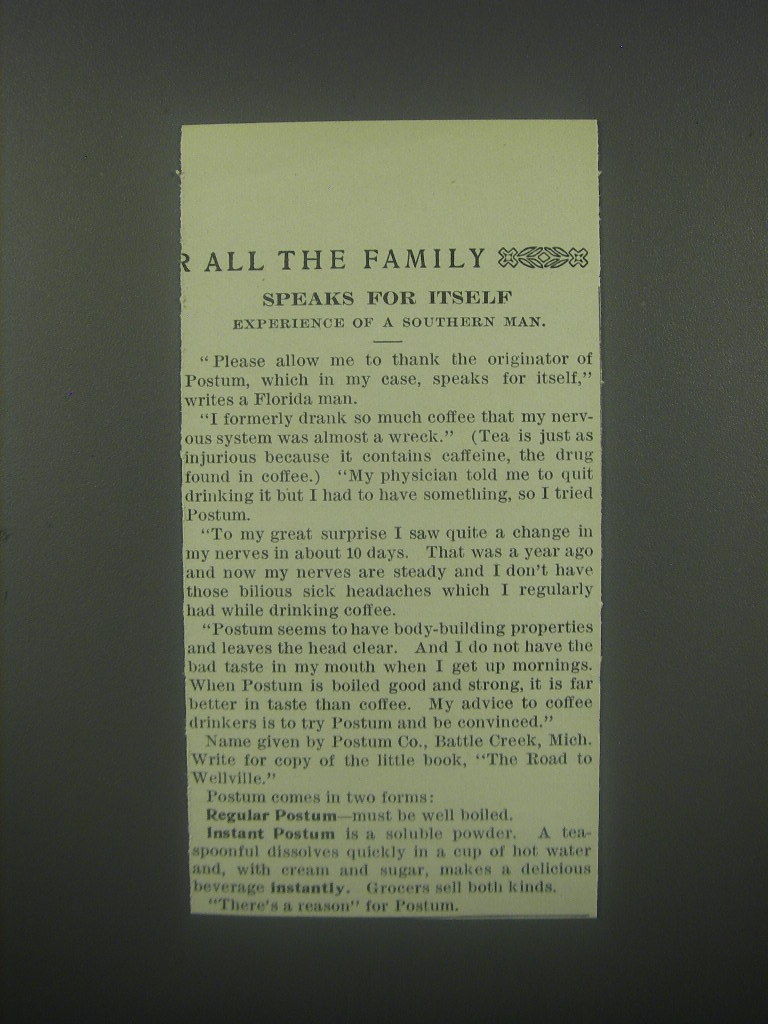 R ALL THE FAMILY
SPEAKS FOR ITSELF
EXPERIENCE OF A SOUTHERN MAN.
"Please allow me to thank the originator of
Postum, which in my case, speaks for itself,"
writes a Florida man.
"I formerly drank so much coffee that my nerv-
ous system was almost a wreck." (Tea is just as
injurious because it contains caffeine, the drug
found in coffee.) "My physician told me to quit
drinking it but I had to have something, so I tried
Postum.
"To my great surprise I saw quite a change in
my nerves in about 10 days. That was a year ago
and now my nerves are steady and I don't have
those bilious sick headaches which I regularly
had while drinking coffee.
"Postum seems to have body-building properties
and leaves the head clear. And I do not have the
bad taste in my mouth when I get up mornings.
When Postum is boiled good and strong, it is far
better in taste than coffee. My advice to coffee
drinkers is to try Postum and be convinced."
Name given by Postum Co., Battle Creek, Mich.
Write for copy of the little book, "The Road to
Wellville."
Postum comes in two forms:
Regular Postum—must be well boiled.
Instant Postum is a soluble powder. A tea-
spoonful dissolves quickly in a cup of hot water
and, with cream and sugar, makes a delicious
beverage instantly. Grocers sell both kinds.
"There's a reason" for Postum.